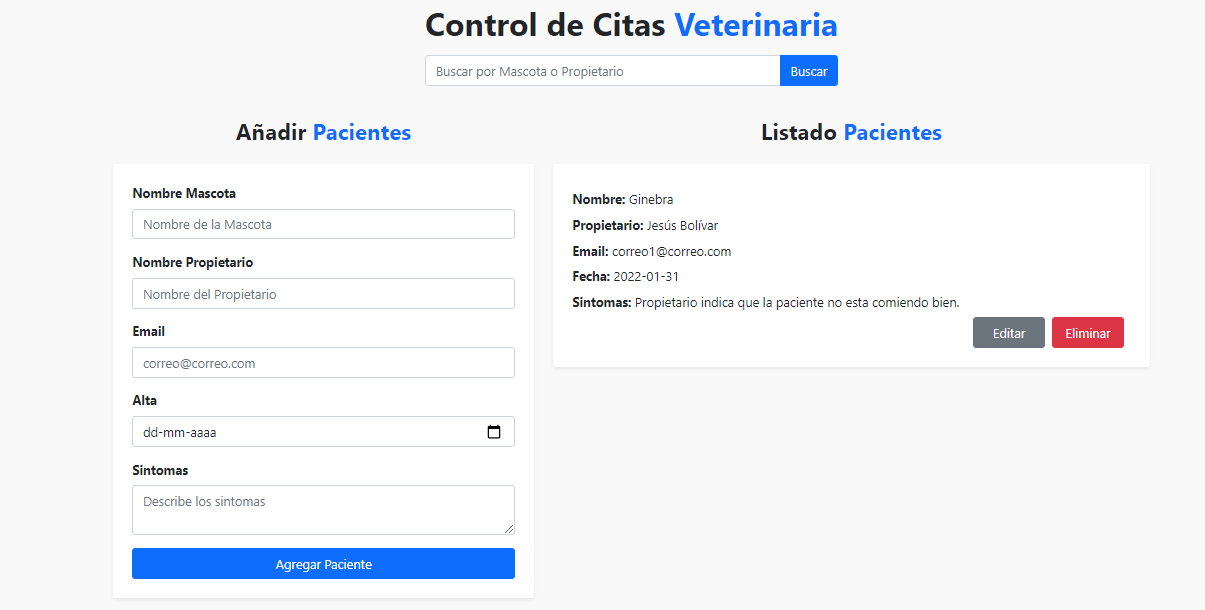 Control de Citas Veterinaria
Buscar por Mascota o Propietario
Buscar
Añadir Pacientes
Nombre Mascota
Nombre de la Mascota
Nombre Propietario
Nombre del Propietario
Email
correo@correo.com
Alta
dd-mm-aaaa
Sintomas
Describe los sintomas
Agregar Paciente
Listado Pacientes
Nombre: Ginebra
Propietario: Jesús Bolívar
Email: correo1@correo.com
Fecha: 2022-01-31
Sintomas: Propietario indica que la paciente no esta comiendo bien.
Editar
Eliminar